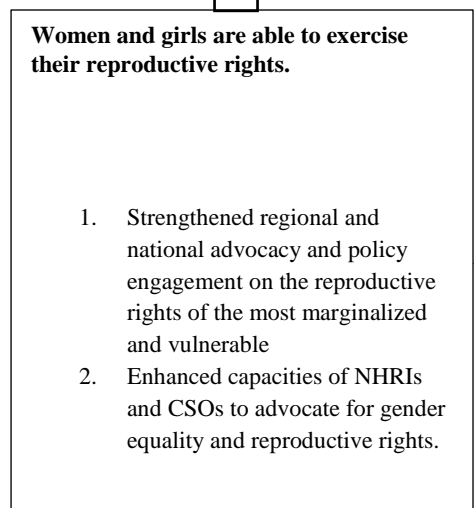 Women and girls are able to exercise
their reproductive rights.
1. Strengthened regional and
national advocacy and policy
engagement on the reproductive
rights of the most marginalized
and vulnerable
2. Enhanced capacities of NHRIs
and CSOs to advocate for gender
equality and reproductive rights.